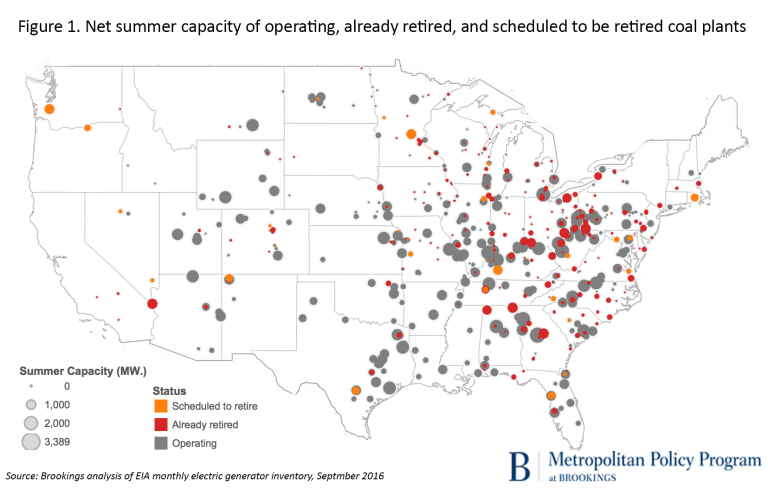 Figure 1. Net summer capacity of operating, already retired, and scheduled to be retired coal plants
Summer Capacity (MW.)
0
1,000
2,000
3,389
Status
Scheduled to retire
Already retired
Operating
Source: Brookings analysis of EIA monthly electric generator inventory, Septmber 2016
B
Metropolitan Policy Program
at BROOKINGS